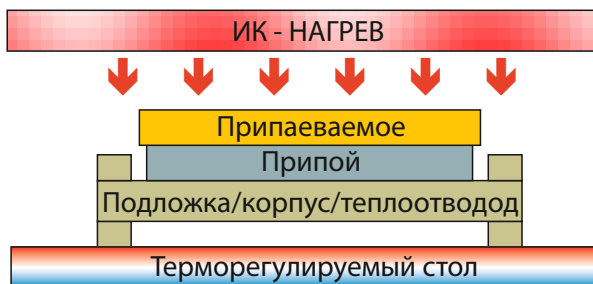 ИК - НАГРЕВ
Припаеваемое
Припой
Подложка/корпус/теплоотводод
Терморегулируемый стол